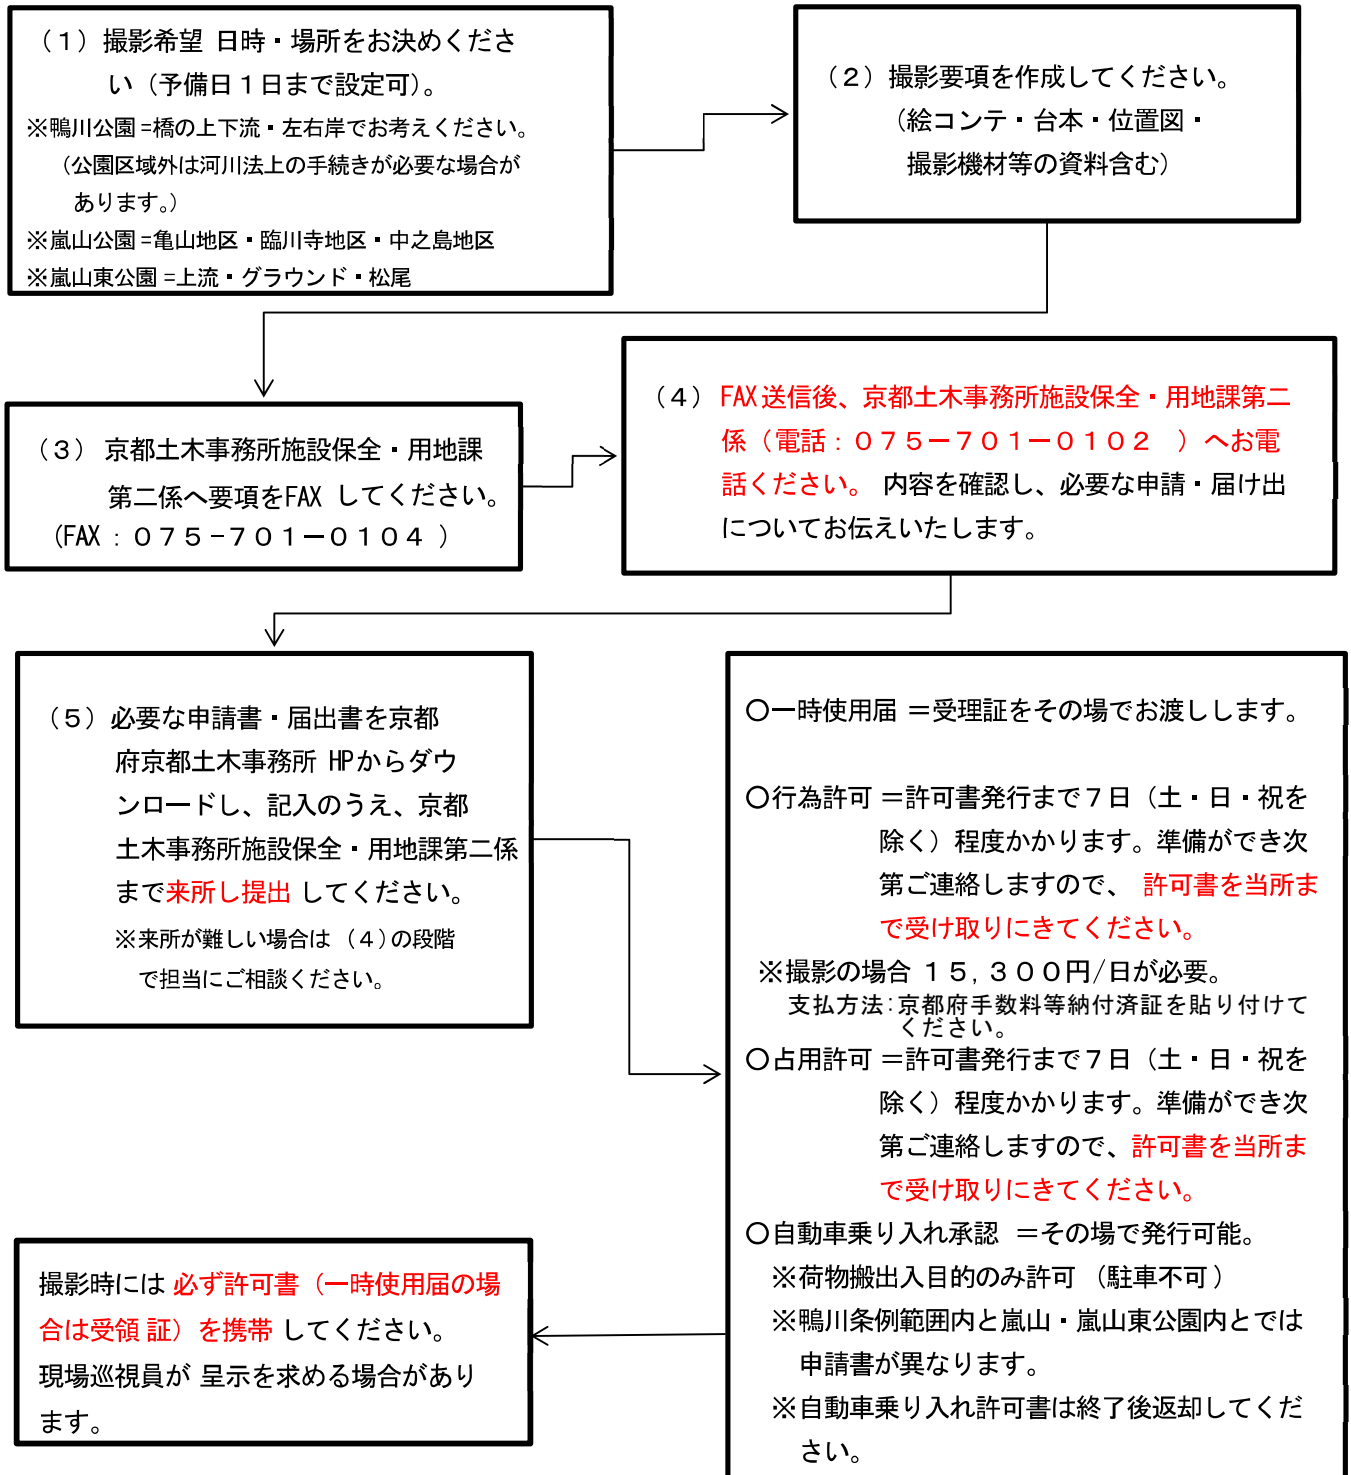 （１）撮影希望 日時・場所をお決めくださ
い（予備日１日まで設定可）。
※鴨川公園=橋の上下流・左右岸でお考えください。
（公園区域外は河川法上の手続きが必要な場合が
あります。）
※嵐山公園=亀山地区・臨川寺地区・中之島地区
※嵐山東公園=上流・グラウンド・松尾
（２）撮影要項を作成してください。
（絵コンテ・台本・位置図・
撮影機材等の資料含む）
（３）京都土木事務所施設保全・用地課
第二係へ要項をFAX してください。
（FAX：０７５-７０１ー０１０４ ）
（４） FAX送信後、京都土木事務所施設保全・用地課第二
係（電話：０７５ー７０１ー０１０２ ）へお電
話ください。 内容を確認し、必要な申請・届け出
についてお伝えいたします。
（５）必要な申請書・届出書を京都
府京都土木事務所 HPからダウ
ンロードし、記入のうえ、京都
土木事務所施設保全・用地課第二係
まで来所し提出 してください。
※来所が難しい場合は （４）の段階
で担当にご相談ください。
〇一時使用届 ＝受理証をその場でお渡しします。
〇行為許可 ＝許可書発行まで７日（土・日・祝を
除く）程度かかります。準備ができ次
第ご連絡しますので、 許可書を当所ま
で受け取りにきてください。
※撮影の場合 １５,３００円/日が必要。
支払方法:京都府手数料等納付済証を貼り付けて
ください。
〇占用許可 ＝許可書発行まで７日（土・日・祝を
除く）程度かかります。準備ができ次
第ご連絡しますので、許可書を当所ま
で受け取りにきてください。
〇自動車乗り入れ承認 ＝その場で発行可能。
※荷物搬出入目的のみ許可 （駐車不可）
※鴨川条例範囲内と嵐山・嵐山東公園内とでは
申請書が異なります。
※自動車乗り入れ許可書は終了後返却してくだ
さい。
撮影時には 必ず許可書（一時使用届の場
合は受領 証）を携帯 してください。
現場巡視員が 呈示を求める場合があり
ます。